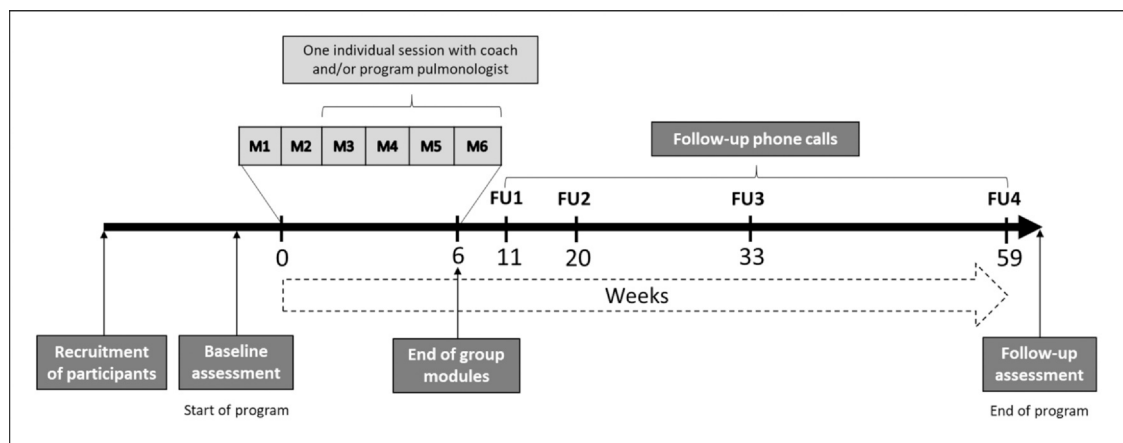 One individual session with coach
and/or program pulmonologist
M1 M2 M3 M4 M5 M6
Follow-up phone calls
FU1 FU2 FU3 FU4
0 6 11 20 33 59
Weeks
Recruitment
of participants
Baseline
assessment
Start of program
End of group
modules
Follow-up
assessment
End of program